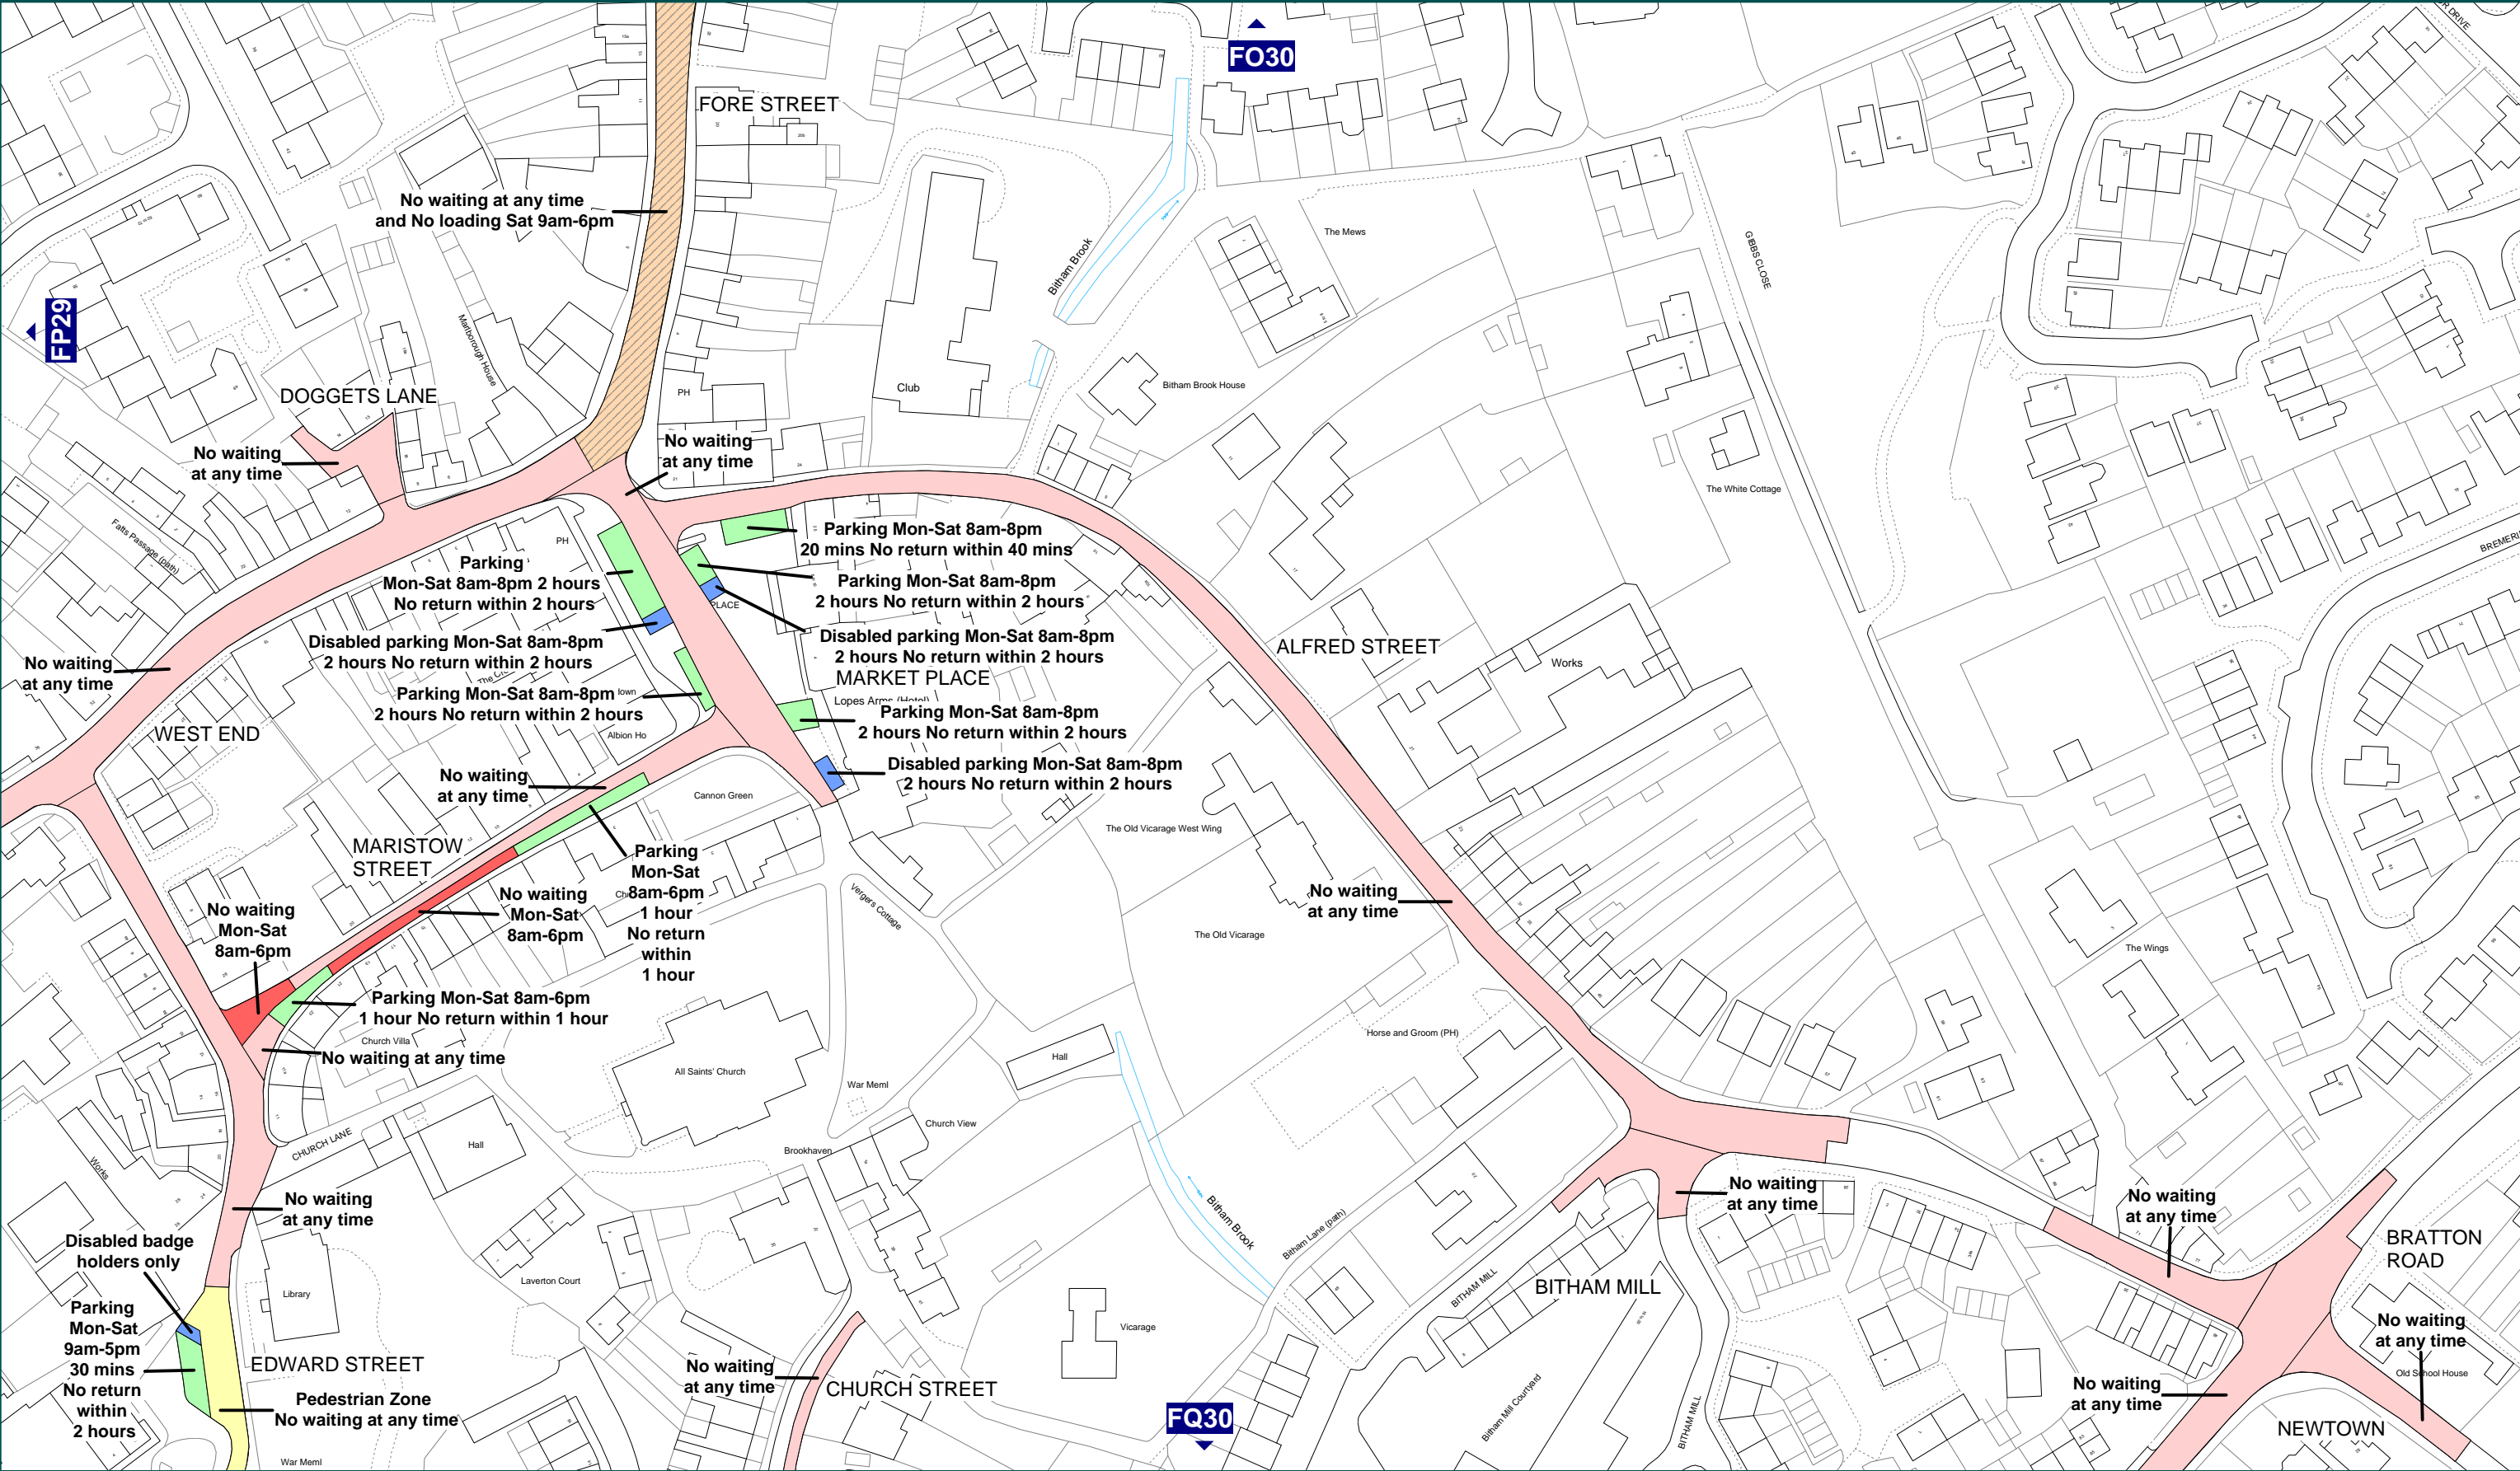 FO30
FORE STREET
No waiting at any time
and No loading Sat 9am-6pm
Bitham Brook
The Mews
GIBBS CLOSE
FP29
Marlborough House
DOGGETS LANE
PH
Club
Bitham Brook House
No waiting
at any time
No waiting
at any time
The White Cottage
Fatts Passage (path)
PH
Parking Mon-Sat 8am-8pm
20 mins No return within 40 mins
Parking
Mon-Sat 8am-8pm 2 hours
No return within 2 hours
Parking Mon-Sat 8am-8pm
2 hours No return within 2 hours
PLACE
Disabled parking Mon-Sat 8am-8pm
2 hours No return within 2 hours
Disabled parking Mon-Sat 8am-8pm
2 hours No return within 2 hours
ALFRED STREET
Works
No waiting
at any time
MARKET PLACE
Parking Mon-Sat 8am-8pm
2 hours No return within 2 hours
Lopes Arms (Hotel)
Parking Mon-Sat 8am-8pm
2 hours No return within 2 hours
WEST END
Albion Ho
No waiting
at any time
Disabled parking Mon-Sat 8am-8pm
2 hours No return within 2 hours
Cannon Green
The Old Vicarage West Wing
MARISTOW
STREET
Parking
Mon-Sat
8am-6pm
1 hour
No return
within
1 hour
No waiting
Mon-Sat
8am-6pm
No waiting
Mon-Sat
8am-6pm
Vergers Cottage
No waiting
at any time
The Old Vicarage
The Wings
Parking Mon-Sat 8am-6pm
1 hour No return within 1 hour
Church Villa
No waiting at any time
Horse and Groom (PH)
Hall
All Saints' Church
War Meml
Church View
CHURCH LANE
Hall
Brookhaven
Works
No waiting
at any time
Bitham Brook
Bitham Lane (path)
No waiting
at any time
No waiting
at any time
Disabled badge
holders only
BRATTON
ROAD
Laverton Court
Library
BITHAM MILL
BITHAM MILL
Parking
Mon-Sat
9am-5pm
30 mins
No return
within
2 hours
Vicarage
No waiting
at any time
EDWARD STREET
No waiting
at any time
CHURCH STREET
Old School House
Pedestrian Zone
No waiting at any time
No waiting
at any time
FQ30
Bitham Mill Courtyard
BITHAM MILL
NEWTOWN
War Meml